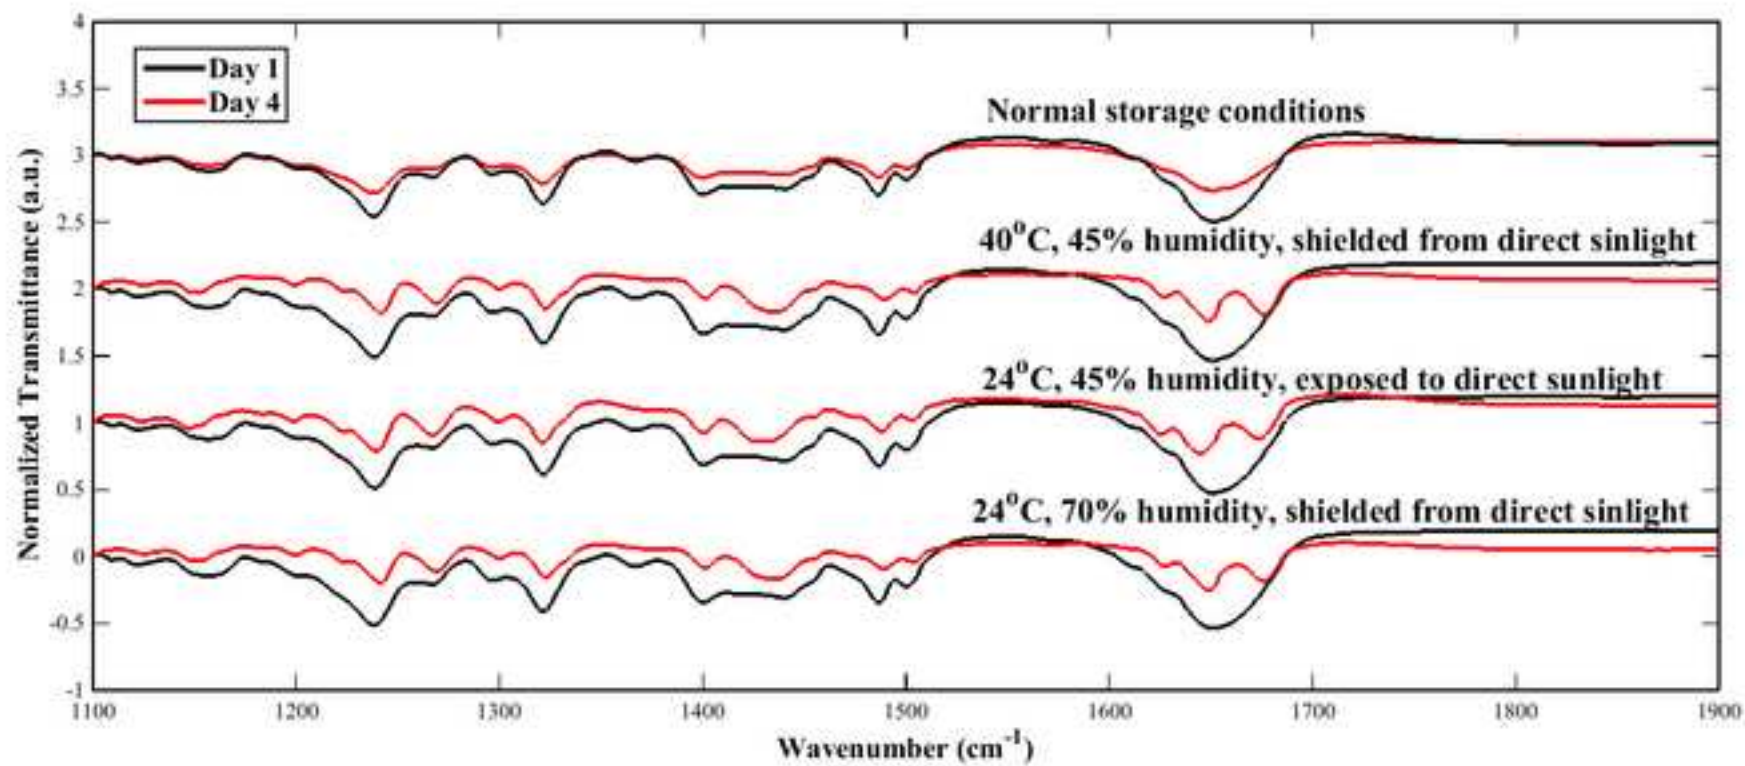 4
3.5
3
2.5
2
1.5
1
0.5
0
-0.5
-1
Normalized Transmittance (a.u.)
Day 1
Day 4
Normal storage conditions
40°C, 45% humidity, shielded from direct sinlight
24°C, 45% humidity, exposed to direct sunlight
24°C, 70% humidity, shielded from direct sinlight
1100 1200 1300 1400 1500 1600 1700 1800 1900
Wavenumber (cm⁻¹)